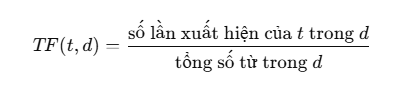 TF(t, d) = số lần xuất hiện của t trong d
tổng số từ trong d